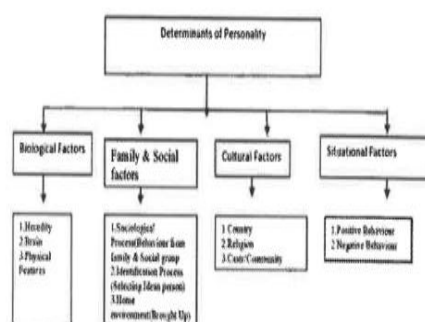 Determinants of Personality
Biological Factors
Family & Social
factors
Cultural Factors
Situational Factors
1.Heredity
2 Brain
3.Physical
Features
1.Sociological
Process(Behaviour from
family & Social group
2.Identification Process
(Selecting Ideas person)
3.Home
environment(Brought Up)
1 Country
2 Religion
3.Caste/Community
1.Positive Behaviour
2 Negative Behaviour